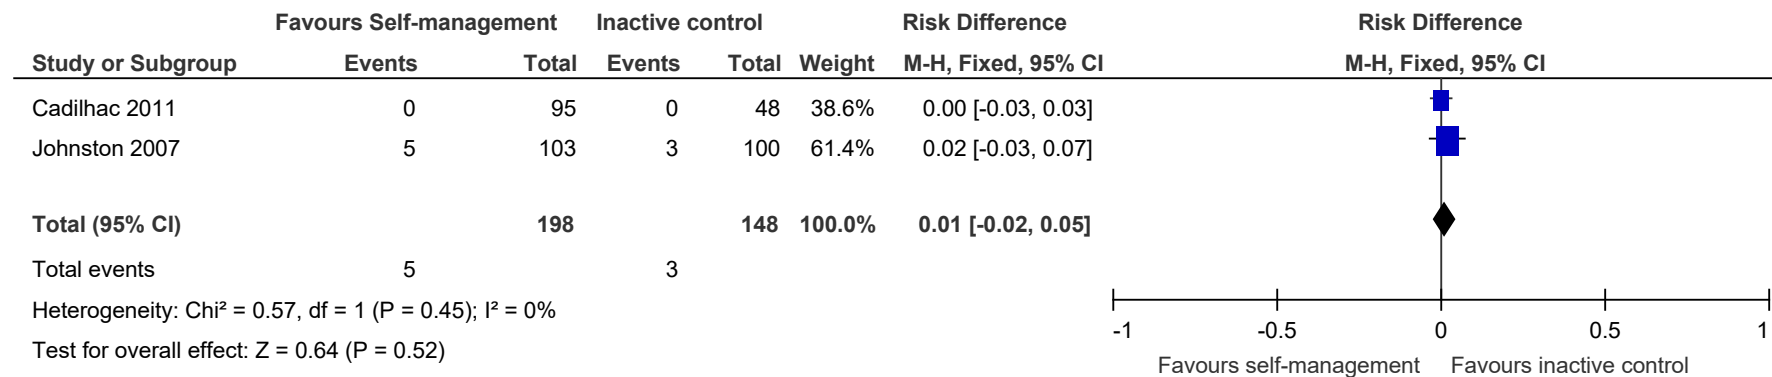 Favours Self-management Inactive control Risk Difference Risk Difference
Study or Subgroup Events Total Events Total Weight M-H, Fixed, 95% CI M-H, Fixed, 95% CI
Cadilhac 2011 0 95 0 48 38.6% 0.00 [-0.03, 0.03]
Johnston 2007 5 103 3 100 61.4% 0.02 [-0.03, 0.07]
Total (95% CI) 198 148 100.0% 0.01 [-0.02, 0.05]
Total events 5 3
Heterogeneity: Chi² = 0.57, df = 1 (P = 0.45); I² = 0%
Test for overall effect: Z = 0.64 (P = 0.52)
-1 -0.5 0 0.5 1
Favours self-management Favours inactive control